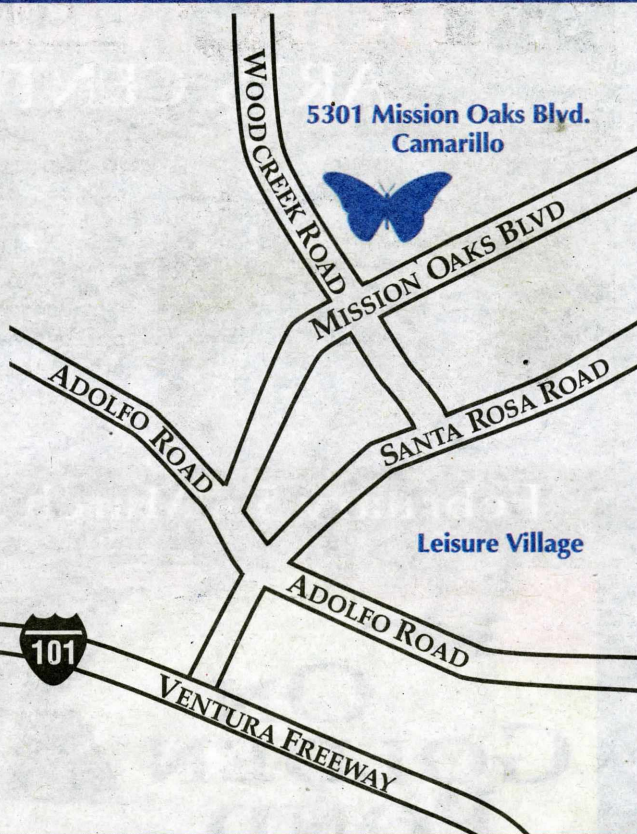 WOODCREEK ROAD
5301 Mission Oaks Blvd.
Camarillo
MISSION OAKS BLVD
ADOLFO ROAD
SANTA ROSA ROAD
Leisure Village
ADOLFO ROAD
101
VENTURA FREEWAY